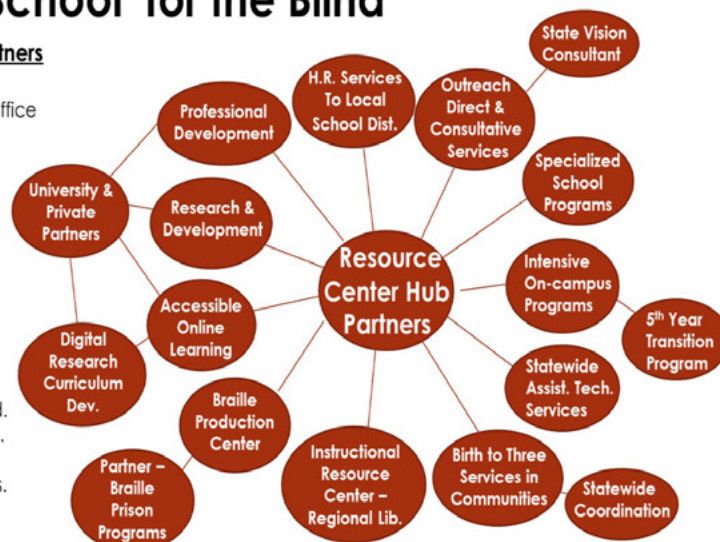 School for the Blind
State Vision
Consultant
H.R. Services
To Local
School Dist.
Outreach
Direct &
Consultative
Services
Professional
Development
Specialized
School
Programs
University &
Private
Partners
Research &
Development
Resource
Center Hub
Partners
Intensive
On-campus
Programs
5th Year
Transition
Program
Accessible
Online
Learning
Digital
Research
Curriculum
Dev.
Statewide
Assist. Tech.
Services
Braille
Production
Center
Instructional
Resource
Center –
Regional Lib.
Birth to Three
Services in
Communities
Statewide
Coordination
Partner –
Braille
Prison
Programs